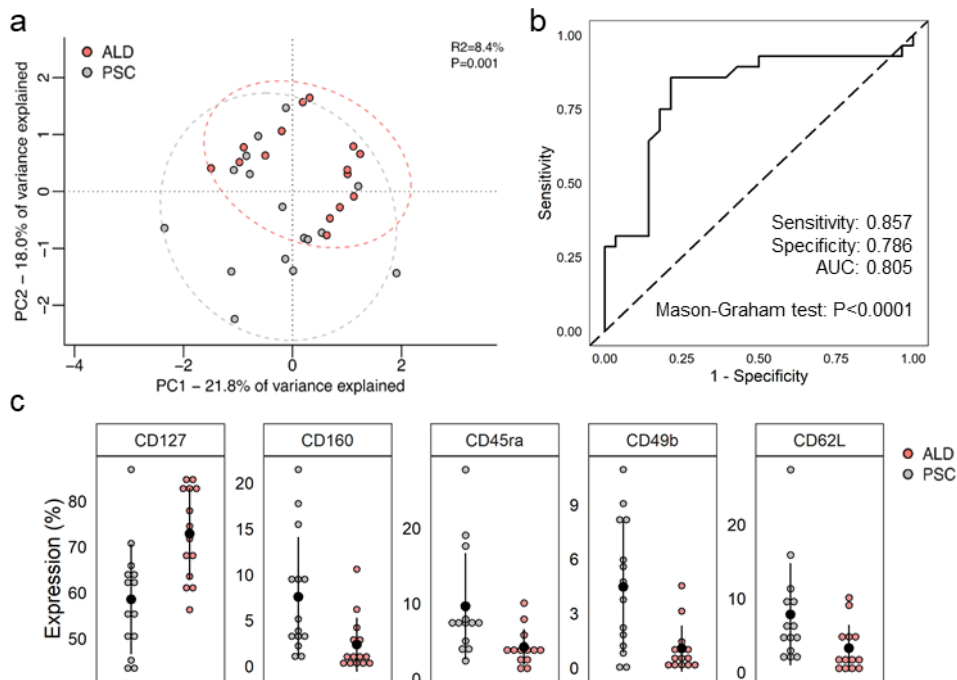 a
ALD
PSC
R2=8.4%
P=0.001
2
1
0
−1
−2
PC2 − 18.0% of variance explained
−4
−2
0
2
PC1 − 21.8% of variance explained
b
1.00
0.75
0.50
0.25
0.00
Sensitivity
Sensitivity: 0.857
Specificity: 0.786
AUC: 0.805
Mason-Graham test: P<0.0001
0.00
0.25
0.50
0.75
1.00
1 - Specificity
c
CD127
CD160
CD45ra
CD49b
CD62L
ALD
PSC
Expression (%)
80
70
60
50
20
15
10
5
0
20
10
0
9
6
3
0
20
10
0